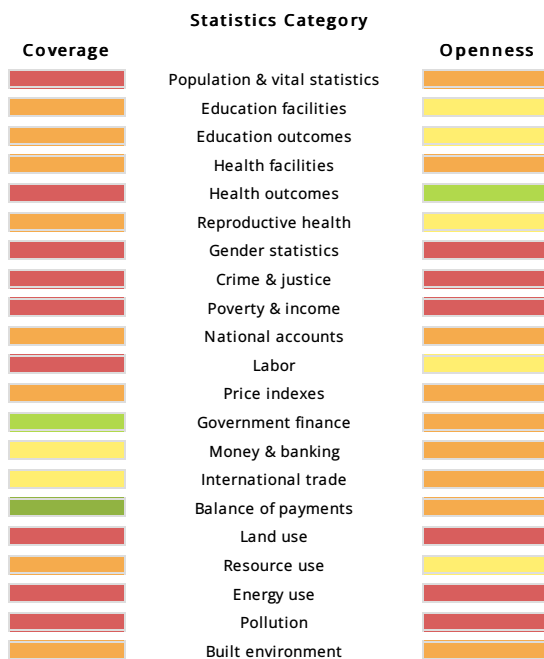 Statistics Category
Coverage
Openness
Population & vital statistics
Education facilities
Education outcomes
Health facilities
Health outcomes
Reproductive health
Gender statistics
Crime & justice
Poverty & income
National accounts
Labor
Price indexes
Government finance
Money & banking
International trade
Balance of payments
Land use
Resource use
Energy use
Pollution
Built environment